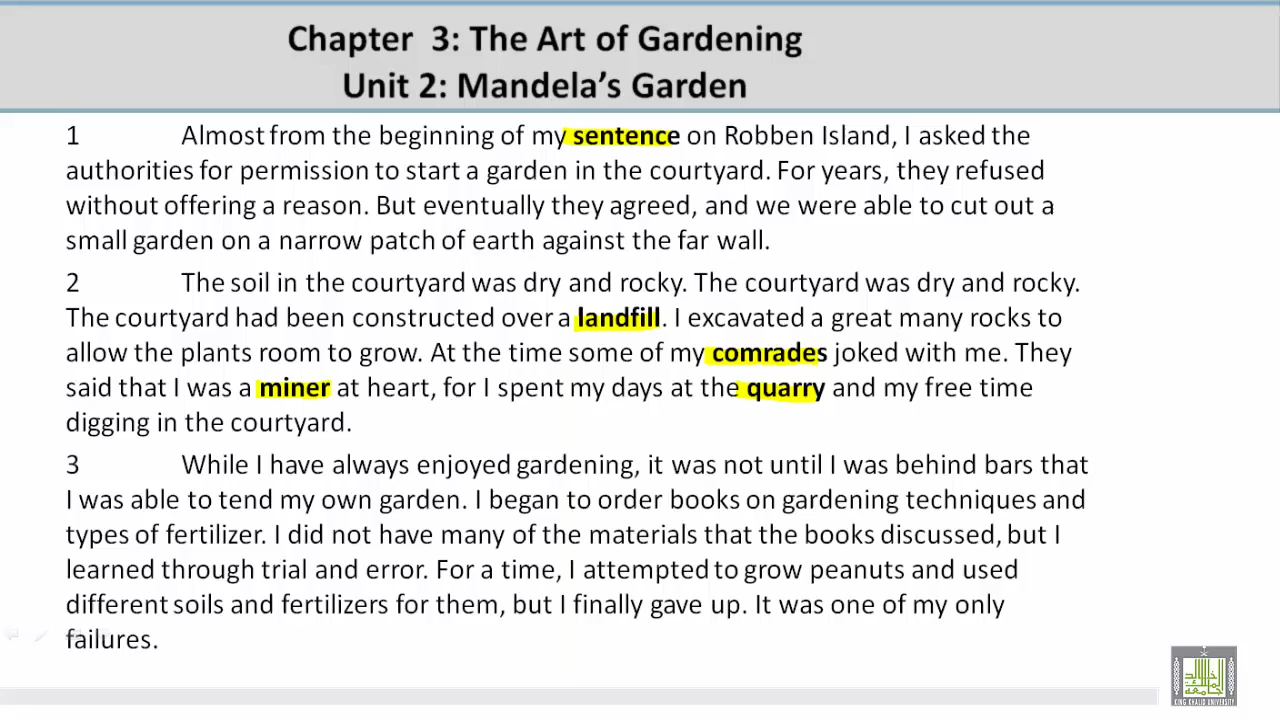 Chapter 3: The Art of Gardening
Unit 2: Mandela's Garden
1 Almost from the beginning of my sentence on Robben Island, I asked the
authorities for permission to start a garden in the courtyard. For years, they refused
without offering a reason. But eventually they agreed, and we were able to cut out a
small garden on a narrow patch of earth against the far wall.
2 The soil in the courtyard was dry and rocky. The courtyard was dry and rocky.
The courtyard had been constructed over a landfill. I excavated a great many rocks to
allow the plants room to grow. At the time some of my comrades joked with me. They
said that I was a miner at heart, for I spent my days at the quarry and my free time
digging in the courtyard.
3 While I have always enjoyed gardening, it was not until I was behind bars that
I was able to tend my own garden. I began to order books on gardening techniques and
types of fertilizer. I did not have many of the materials that the books discussed, but I
learned through trial and error. For a time, I attempted to grow peanuts and used
different soils and fertilizers for them, but I finally gave up. It was one of my only
failures.
KING KHALID UNIVERSITY